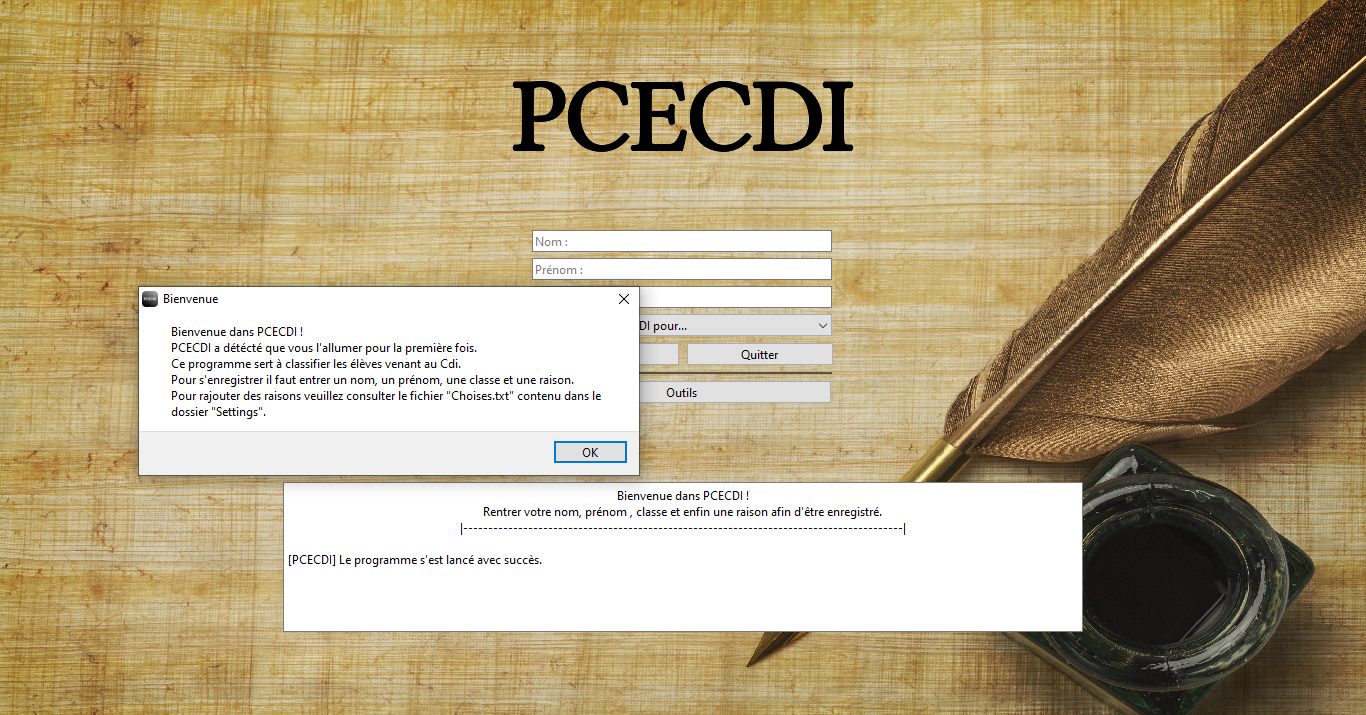 PCECDI
Nom :
Prénom :
Bienvenue
Bienvenue dans PCECDI !
PCECDI a détécté que vous l'allumer pour la première fois.
Ce programme sert à classifier les élèves venant au Cdi.
Pour s'enregistrer il faut entrer un nom, un prénom, une classe et une raison.
Pour rajouter des raisons veuillez consulter le fichier "Choises.txt" contenu dans le
dossier "Settings".
OK
DI pour...
Quitter
Outils
Bienvenue dans PCECDI !
Rentrer votre nom, prénom , classe et enfin une raison afin d'être enregistré.
|----------------------------------------------------------------------------------------|
[PCECDI] Le programme s'est lancé avec succès.